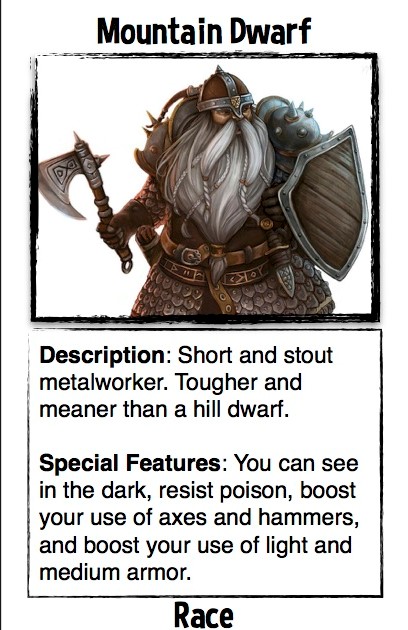 Mountain Dwarf
Description: Short and stout
metalworker. Tougher and
meaner than a hill dwarf.
Special Features: You can see
in the dark, resist poison, boost
your use of axes and hammers,
and boost your use of light and
medium armor.
Race